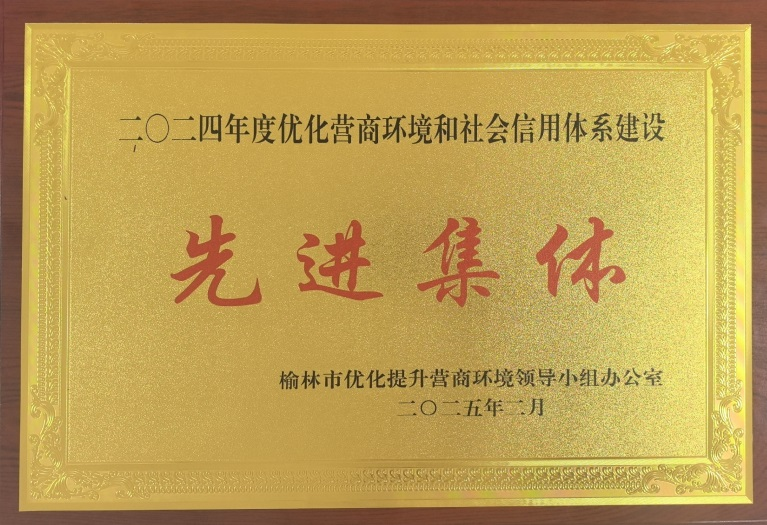 二〇二四年度优化营商环境和社会信用体系建设
先进集体
榆林市优化提升营商环境领导小组办公室
二〇二五年二月